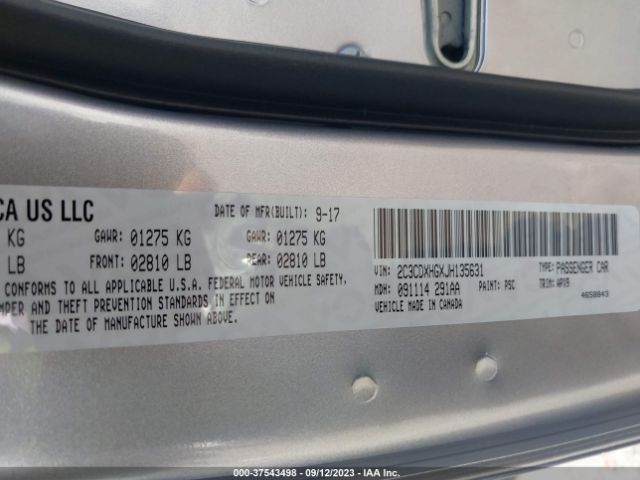 CA US LLC
DATE OF MFR(BUILT): 9-17
KG GAWR: 01275 KG GAWR: 01275 KG
LB FRONT: 02810 LB REAR: 02810 LB
CONFORMS TO ALL APPLICABLE U.S.A. FEDERAL MOTOR VEHICLE SAFETY,
MPER AND THEFT PREVENTION STANDARDS IN EFFECT ON
THE DATE OF MANUFACTURE SHOWN ABOVE.
VIN: 2C3CDXHGXJH135631 TYPE: PASSENGER CAR
MDH: 091114 291AA PAINT: PSC TRIM: APX9
VEHICLE MADE IN CANADA 4658843
000-37543498 - 09/12/2023 - IAA Inc.